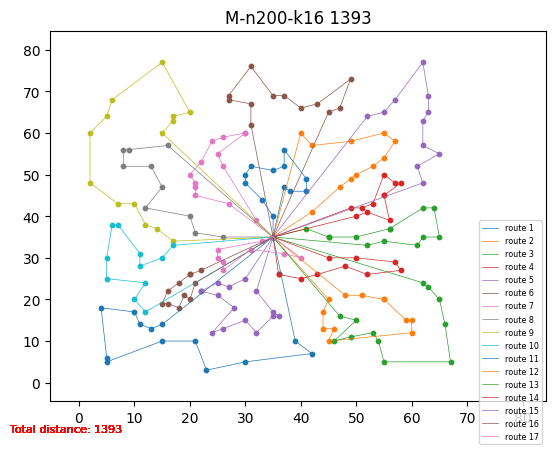 M-n200-k16 1393
80
70
60
50
40
30
20
10
0
0 10 20 30 40 50 60 70 80
route 1
route 2
route 3
route 4
route 5
route 6
route 7
route 8
route 9
route 10
route 11
route 12
route 13
route 14
route 15
route 16
route 17
Total distance: 1393